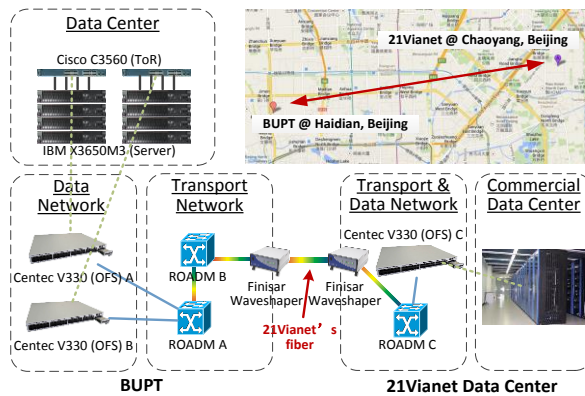 Data Center
Cisco C3560 (ToR)
IBM X3650M3 (Server)
21Vianet @ Chaoyang, Beijing
BUPT @ Haidian, Beijing
Data
Network
Transport
Network
Transport &
Data Network
Commercial
Data Center
Centec V330 (OFS) C
Centec V330 (OFS) A
ROADM B
Finisar
Waveshaper
Finisar
Waveshaper
21Vianet’s
fiber
Centec V330 (OFS) B
ROADM A
ROADM C
BUPT
21Vianet Data Center